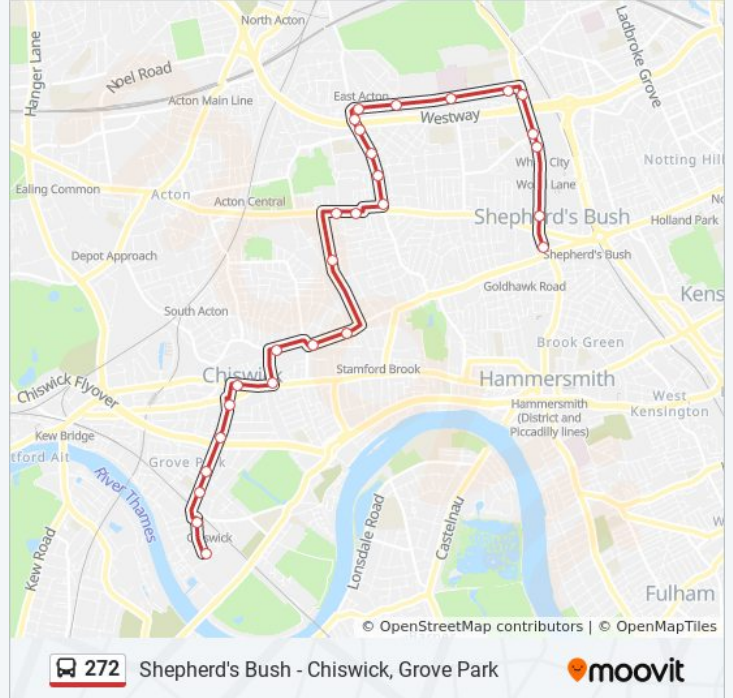 North Acton
Ladbroke Grove
Hanger Lane
Noel Road
East Acton
Acton Main Line
Westway
White City
Notting Hill
Wood Lane
Ealing Common
Acton
Acton Central
No
Shepherd's Bush
Holland Park
Depot Approach
Shepherd's Bush
Goldhawk Road
Kens
South Acton
Brook Green
Chiswick
Stamford Brook
Hammersmith
Chiswick Flyover
West
Kensington
Hammersmith
(District and
Piccadilly lines)
Kew Bridge
tford Ait
Grove Park
River Thames
Lonsdale Road
Castelnau
W
Chiswick
Kew Road
Fulham
© OpenStreetMap contributors | © OpenMapTiles
272 Shepherd's Bush - Chiswick, Grove Park
moovit